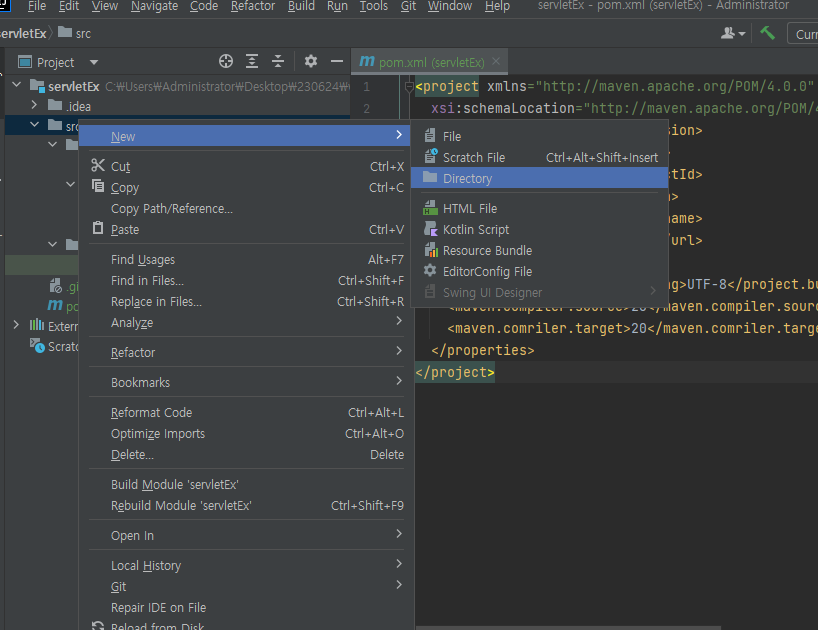 File Edit View Navigate Code Refactor Build Run Tools Git Window Help servletEx - pom.xml (servletEx) - Administrator
ervletEx src
Project
pom.xml (servletEx)
servletEx C:₩Users₩Administrator₩Desktop₩230624₩
.idea
src
.gi
po
Extern
Scratc
New
Cut Ctrl+X
Copy Ctrl+C
Copy Path/Reference...
Paste Ctrl+V
Find Usages Alt+F7
Find in Files... Ctrl+Shift+F
Replace in Files... Ctrl+Shift+R
Analyze
Refactor
Bookmarks
Reformat Code Ctrl+Alt+L
Optimize Imports Ctrl+Alt+O
Delete... Delete
Build Module 'servletEx'
Rebuild Module 'servletEx' Ctrl+Shift+F9
Open In
Local History
Git
Repair IDE on File
Reload from Disk
File
Scratch File Ctrl+Alt+Shift+Insert
Directory
HTML File
Kotlin Script
Resource Bundle
EditorConfig File
Swing UI Designer
1 <project xmlns="http://maven.apache.org/POM/4.0.0"
2 xsi:schemaLocation="http://maven.apache.org/POM/4
sion>
tId>
>
name>
url>
ng>UTF-8</project.bu
<maven.compiler.source>20</maven.compiler.sourc
<maven.comriler.target>20</maven.comriler.targe
</properties>
</project>